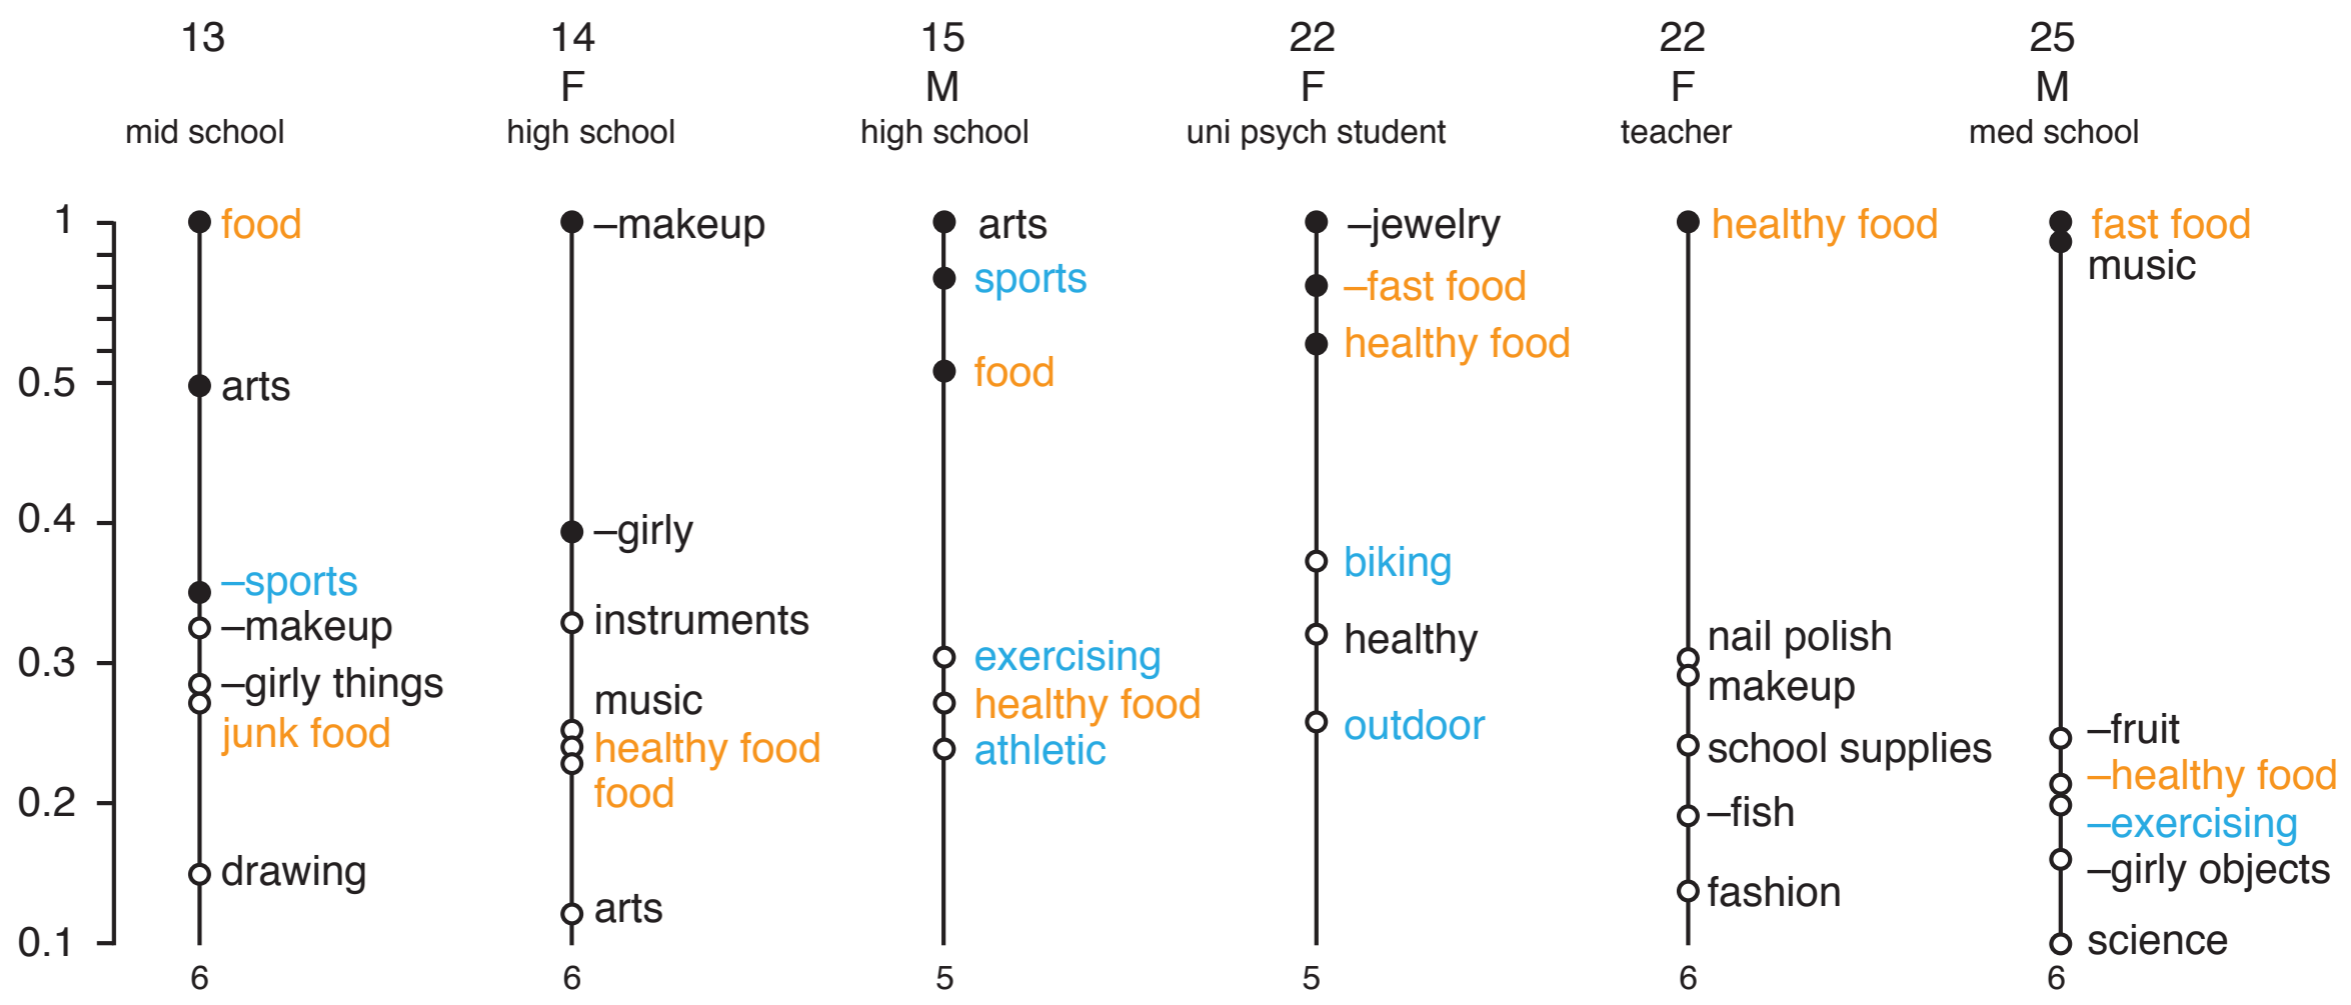 13
mid school
14
F
high school
15
M
high school
22
F
uni psych student
22
F
teacher
25
M
med school
1
0.5
0.4
0.3
0.2
0.1
food
arts
–sports
–makeup
–girly things
junk food
drawing
6
–makeup
–girly
instruments
music
healthy food
food
arts
6
arts
sports
food
exercising
healthy food
athletic
5
–jewelry
–fast food
healthy food
biking
healthy
outdoor
5
healthy food
nail polish
makeup
school supplies
–fish
fashion
6
fast food
music
–fruit
–healthy food
–exercising
–girly objects
science
6